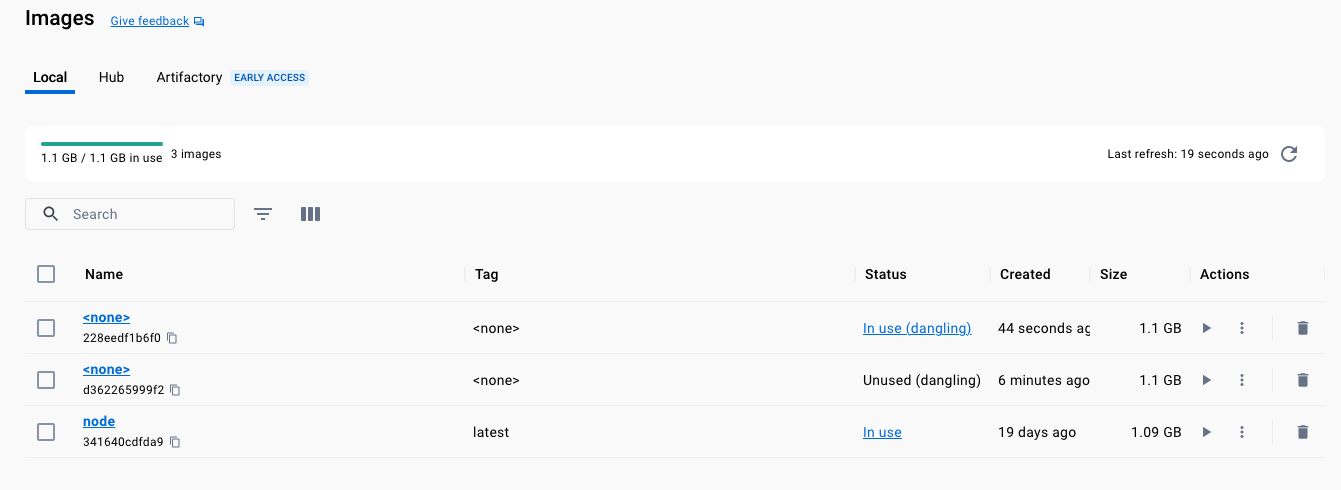 Images Give feedback
Local Hub Artifactory EARLY ACCESS
1.1 GB / 1.1 GB in use 3 images Last refresh: 19 seconds ago
Search
Name Tag Status Created Size Actions
<none>
228eedf1b6f0 <none> In use (dangling) 44 seconds ag 1.1 GB
<none>
d362265999f2 <none> Unused (dangling) 6 minutes ago 1.1 GB
node
341640cdfda9 latest In use 19 days ago 1.09 GB